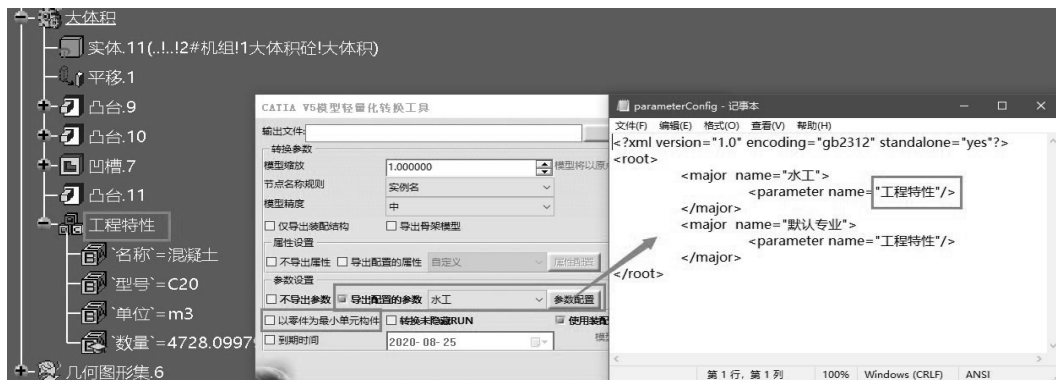 大体积
实体.11(..!..!2#机组!1大体积砼!大体积)
平移.1
凸台.9
凸台.10
凹槽.7
凸台.11
工程特性
`名称`=混凝土
`型号`=C20
`单位`=m3
`数量`=4728.0997
几何图形集.6
CATIA V5模型轻量化转换工具
输出文件:
转换参数
模型缩放 1.000000 模型将以原
节点名称规则 实例名
模型精度 中
仅导出装配结构 导出骨架模型
属性设置
不导出属性 导出配置的属性 自定义 属性配置
参数设置
不导出参数 导出配置的参数 水工 参数配置
以零件为最小单元构件 转换未隐藏RUN 使用装配
到期时间 2020-08-25
parameterConfig - 记事本
文件(F) 编辑(E) 格式(O) 查看(V) 帮助(H)
<?xml version="1.0" encoding="gb2312" standalone="yes"?>
<root>
<major name="水工">
<parameter name="工程特性"/>
</major>
<major name="默认专业">
<parameter name="工程特性"/>
</major>
</root>
第 1 行, 第 1 列 100% Windows (CRLF) ANSI